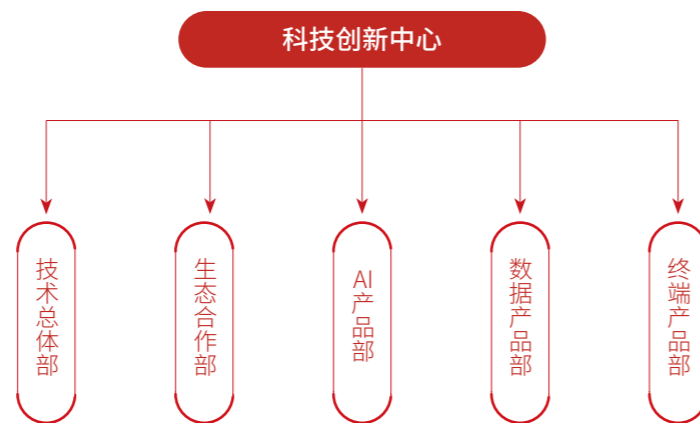 科技创新中心
技术总体部
生态合作部
AI产品部
数据产品部
终端产品部